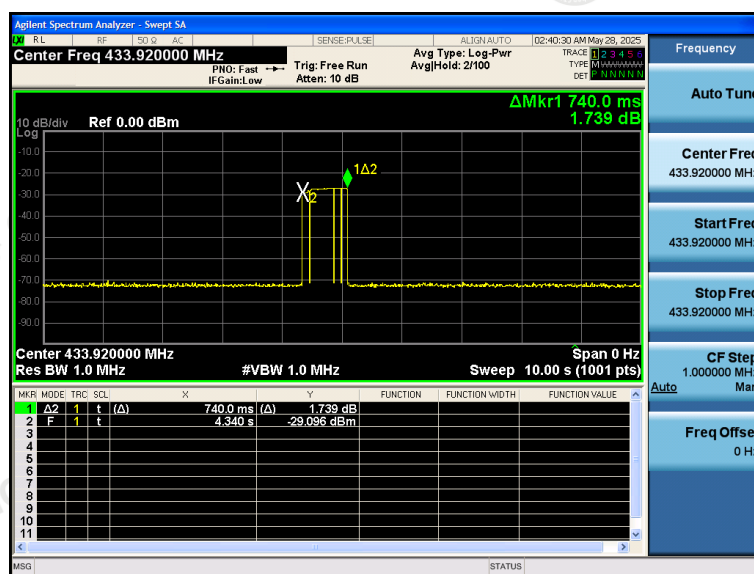 Agilent Spectrum Analyzer - Swept SA
RL RF 50 Ω AC SENSE:PULSE ALIGN AUTO 02:40:30 AM May 28, 2025
Center Freq 433.920000 MHz Avg Type: Log-Pwr TRACE 1 2 3 4 5 6
PNO: Fast Trig: Free Run Avg|Hold: 2/100 TYPE M
IFGain:Low Atten: 10 dB DET P N N N N N
Frequency
Auto Tune
ΔMkr1 740.0 ms
1.739 dB
10 dB/div Ref 0.00 dBm
Log
-10.0
-20.0
-30.0
-40.0
-50.0
-60.0
-70.0
-80.0
-90.0
1Δ2
X2
Center 433.920000 MHz Span 0 Hz
Res BW 1.0 MHz #VBW 1.0 MHz Sweep 10.00 s (1001 pts)
Center Freq
433.920000 MHz
Start Freq
433.920000 MHz
Stop Freq
433.920000 MHz
CF Step
1.000000 MHz
Auto Man
Freq Offset
0 Hz
MKR MODE TRC SCL X Y FUNCTION FUNCTION WIDTH FUNCTION VALUE
1 Δ2 1 t (Δ) 740.0 ms (Δ) 1.739 dB
2 F 1 t 4.340 s -29.096 dBm
3
4
5
6
7
8
9
10
11
MSG STATUS